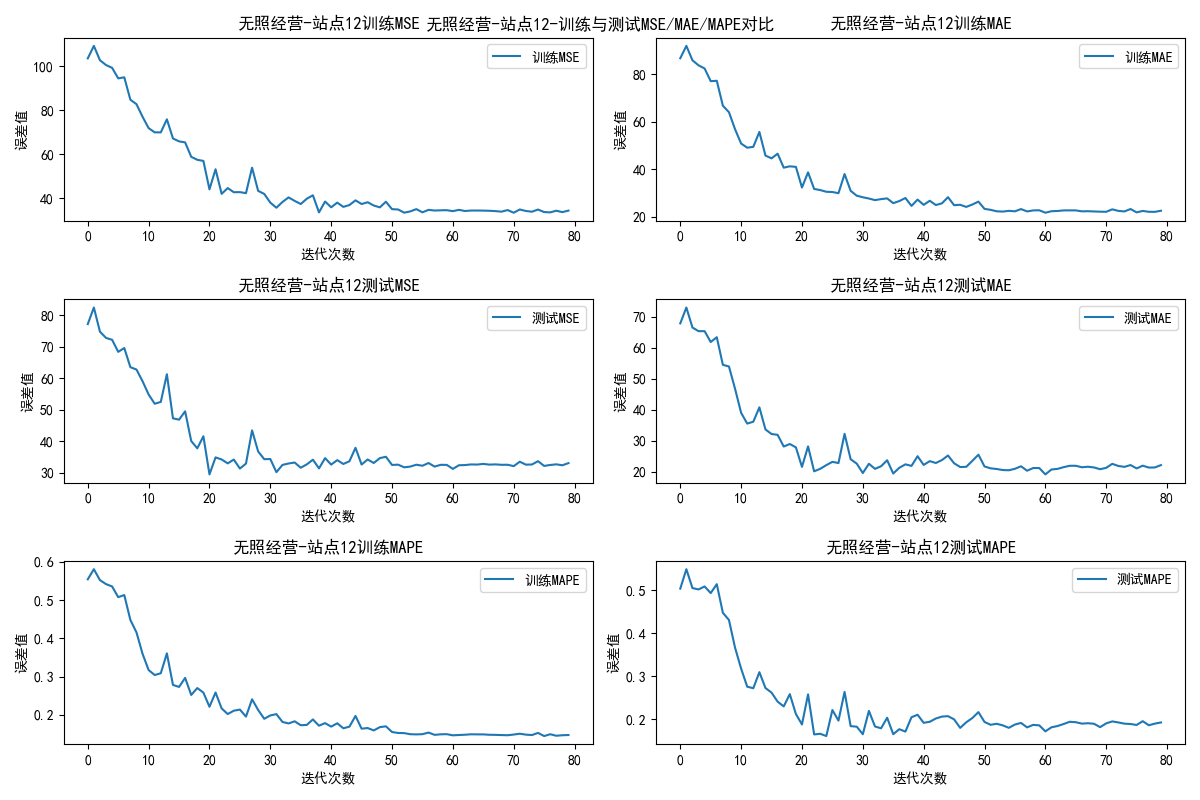 无照经营-站点12-训练与测试MSE/MAE/MAPE对比
无照经营-站点12训练MSE
训练MSE
误差值
100
80
60
40
0 10 20 30 40 50 60 70 80
迭代次数
无照经营-站点12训练MAE
训练MAE
误差值
80
60
40
20
0 10 20 30 40 50 60 70 80
迭代次数
无照经营-站点12测试MSE
测试MSE
误差值
80
70
60
50
40
30
0 10 20 30 40 50 60 70 80
迭代次数
无照经营-站点12测试MAE
测试MAE
误差值
70
60
50
40
30
20
0 10 20 30 40 50 60 70 80
迭代次数
无照经营-站点12训练MAPE
训练MAPE
误差值
0.6
0.5
0.4
0.3
0.2
0 10 20 30 40 50 60 70 80
迭代次数
无照经营-站点12测试MAPE
测试MAPE
误差值
0.5
0.4
0.3
0.2
0 10 20 30 40 50 60 70 80
迭代次数